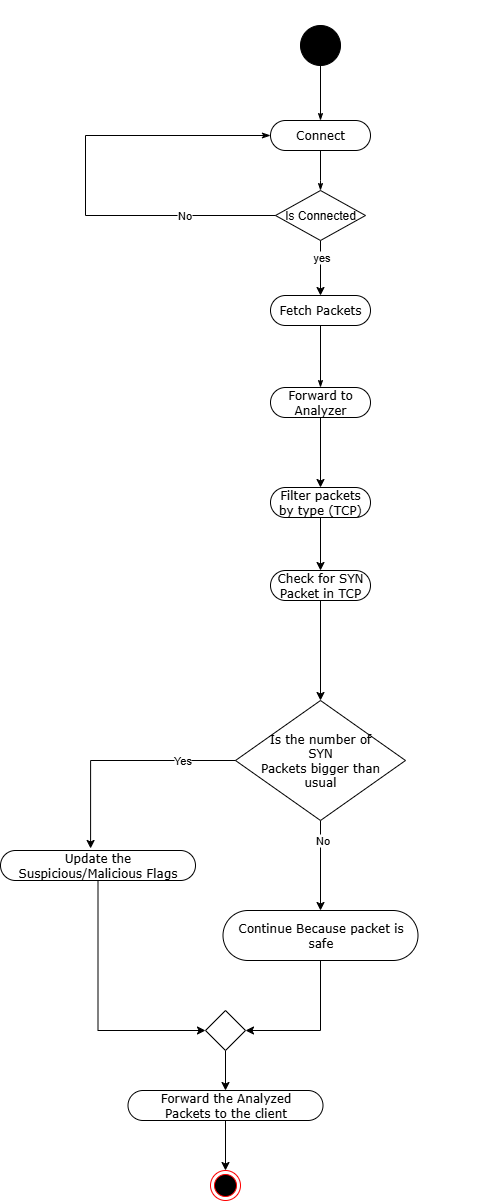 Connect
Is Connected
No
yes
Fetch Packets
Forward to
Analyzer
Filter packets
by type (TCP)
Check for SYN
Packet in TCP
Is the number of
SYN
Packets bigger than
usual
Yes
No
Update the
Suspicious/Malicious Flags
Continue Because packet is
safe
Forward the Analyzed
Packets to the client